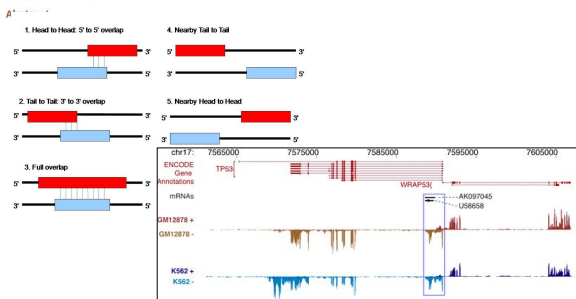 1. Head to Head: 5' to 5' overlap
5' 3'
3' 5'
2. Tail to Tail: 3' to 3' overlap
5' 3'
3' 5'
3. Full overlap
5' 3'
3' 5'
4. Nearby Tail to Tail
5' 3'
3' 5'
5. Nearby Head to Head
5' 3'
3' 5'
chr17: 7565000 7575000 7585000 7595000 7605000
ENCODE
Gene
Annotations
TP53
WRAP53
mRNAs
AK097045
U58658
GM12878 +
GM12878 -
K562 +
K562 -